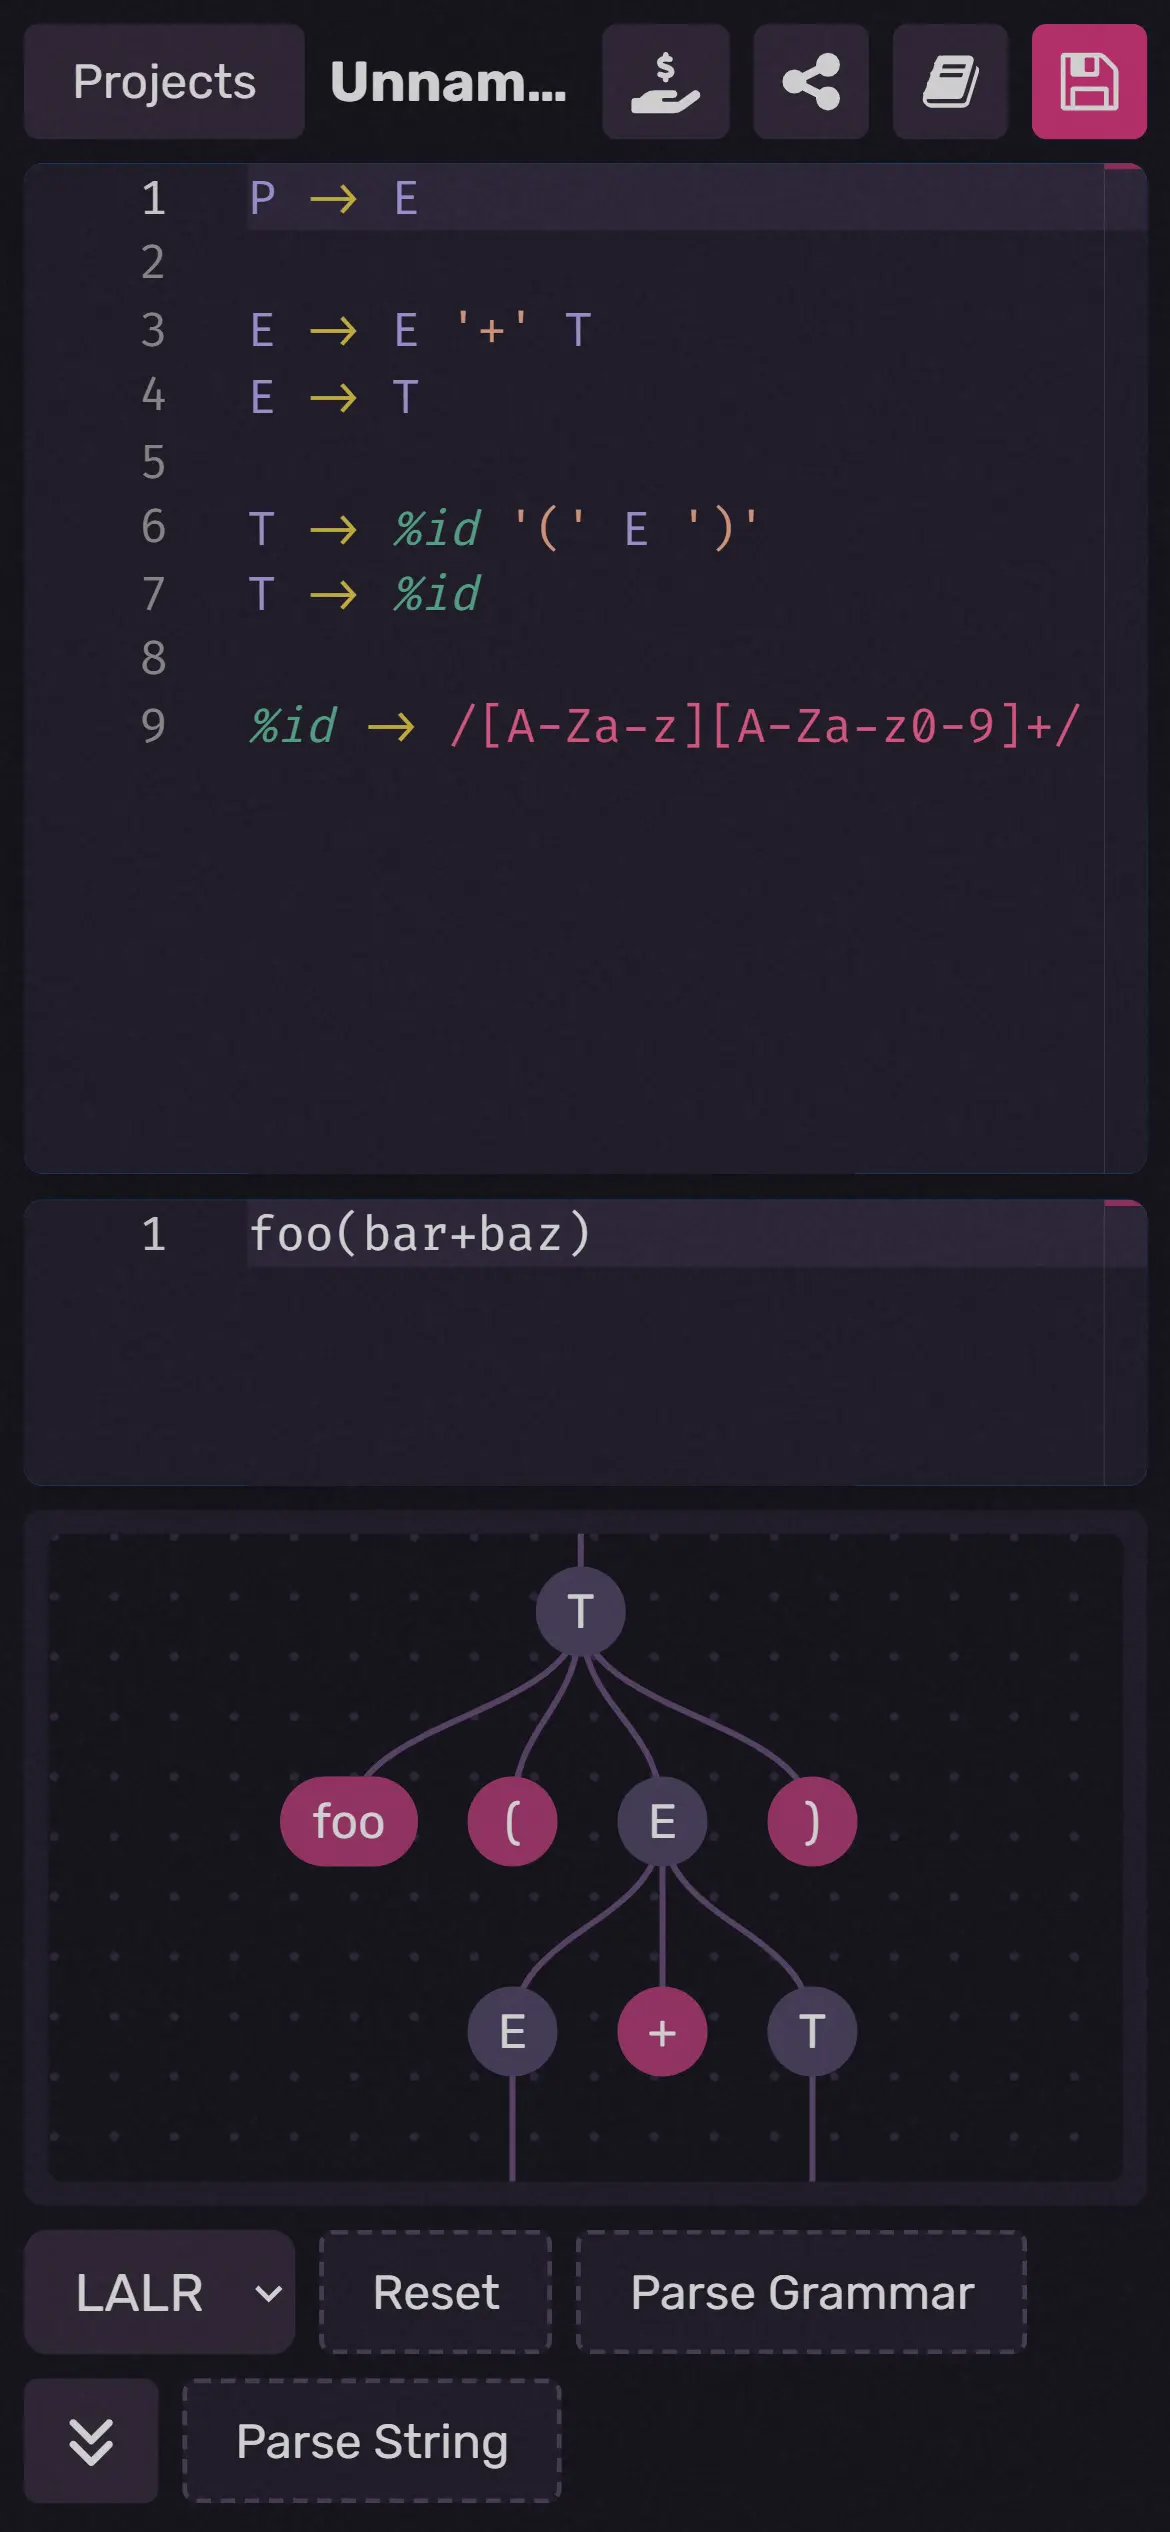 Projects Unnam... $
1 P → E
2
3 E → E '+' T
4 E → T
5
6 T → %id '(' E ')'
7 T → %id
8
9 %id → /[A-Za-z][A-Za-z0-9]+/
1 foo(bar+baz)
T
foo ( E )
E + T
LALR Reset Parse Grammar
Parse String